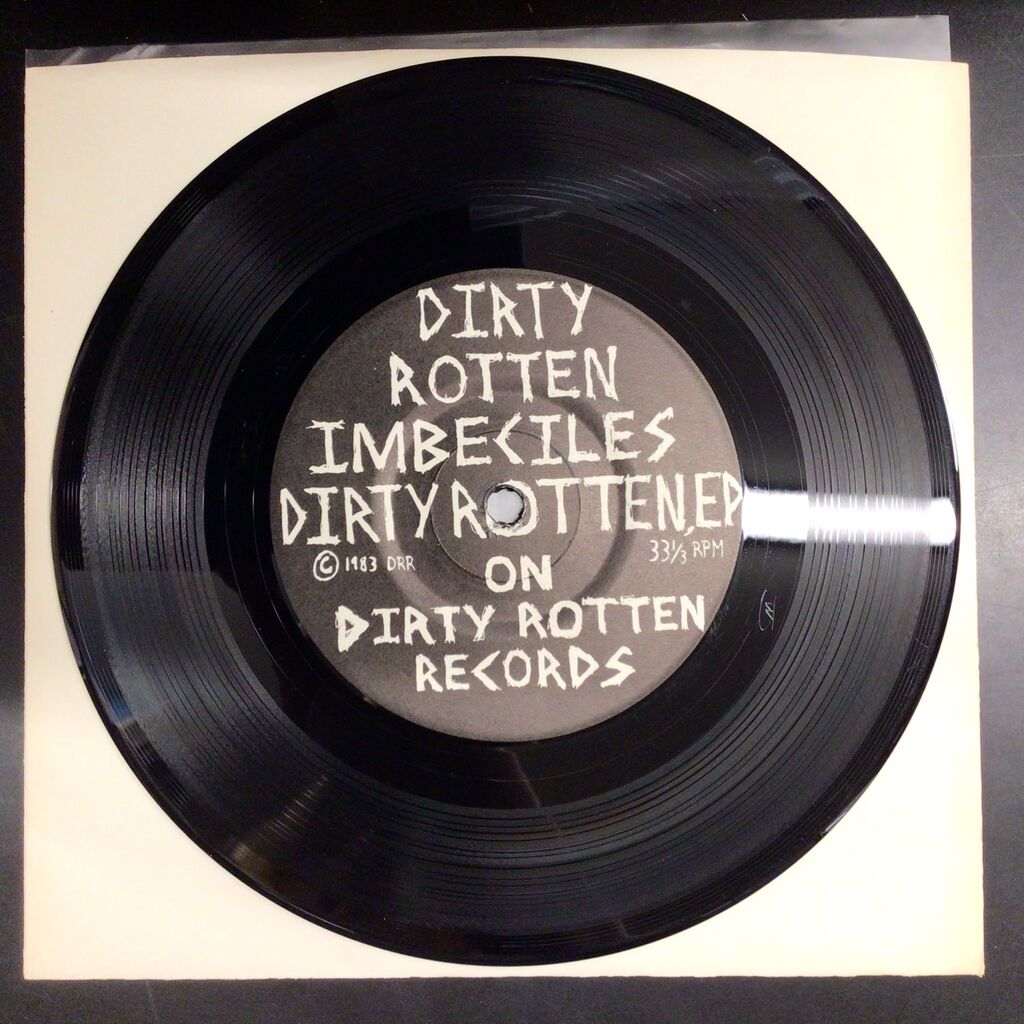 DIRTY
ROTTEN
IMBECILES
DIRTY ROTTEN, EP
© 1983 DRR
33⅓ RPM
ON
DIRTY ROTTEN
RECORDS